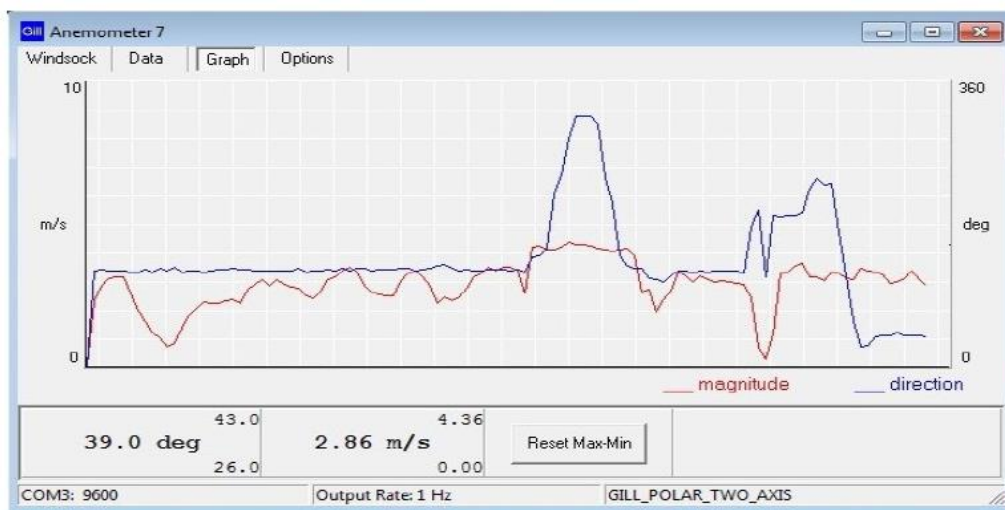 Gill Anemometer 7
Windsock Data Graph Options
10 360
m/s deg
0 0
magnitude direction
43.0 4.36
39.0 deg 2.86 m/s Reset Max-Min
26.0 0.00
COM3: 9600 Output Rate: 1 Hz GILL_POLAR_TWO_AXIS